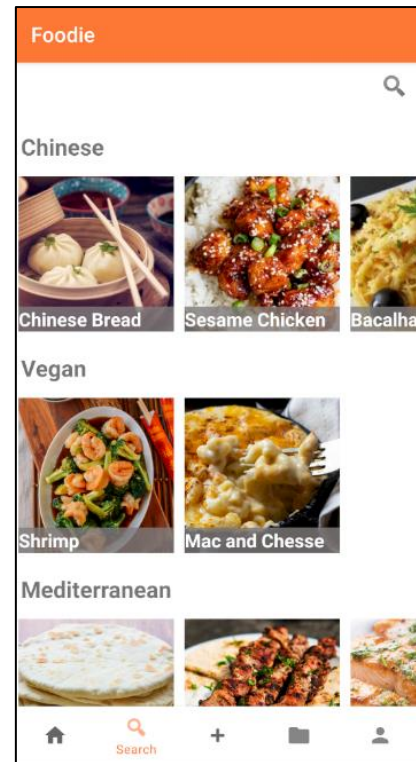 Foodie
Chinese
Chinese Bread
Sesame Chicken
Bacalha
Vegan
Shrimp
Mac and Chesse
Mediterranean
Search